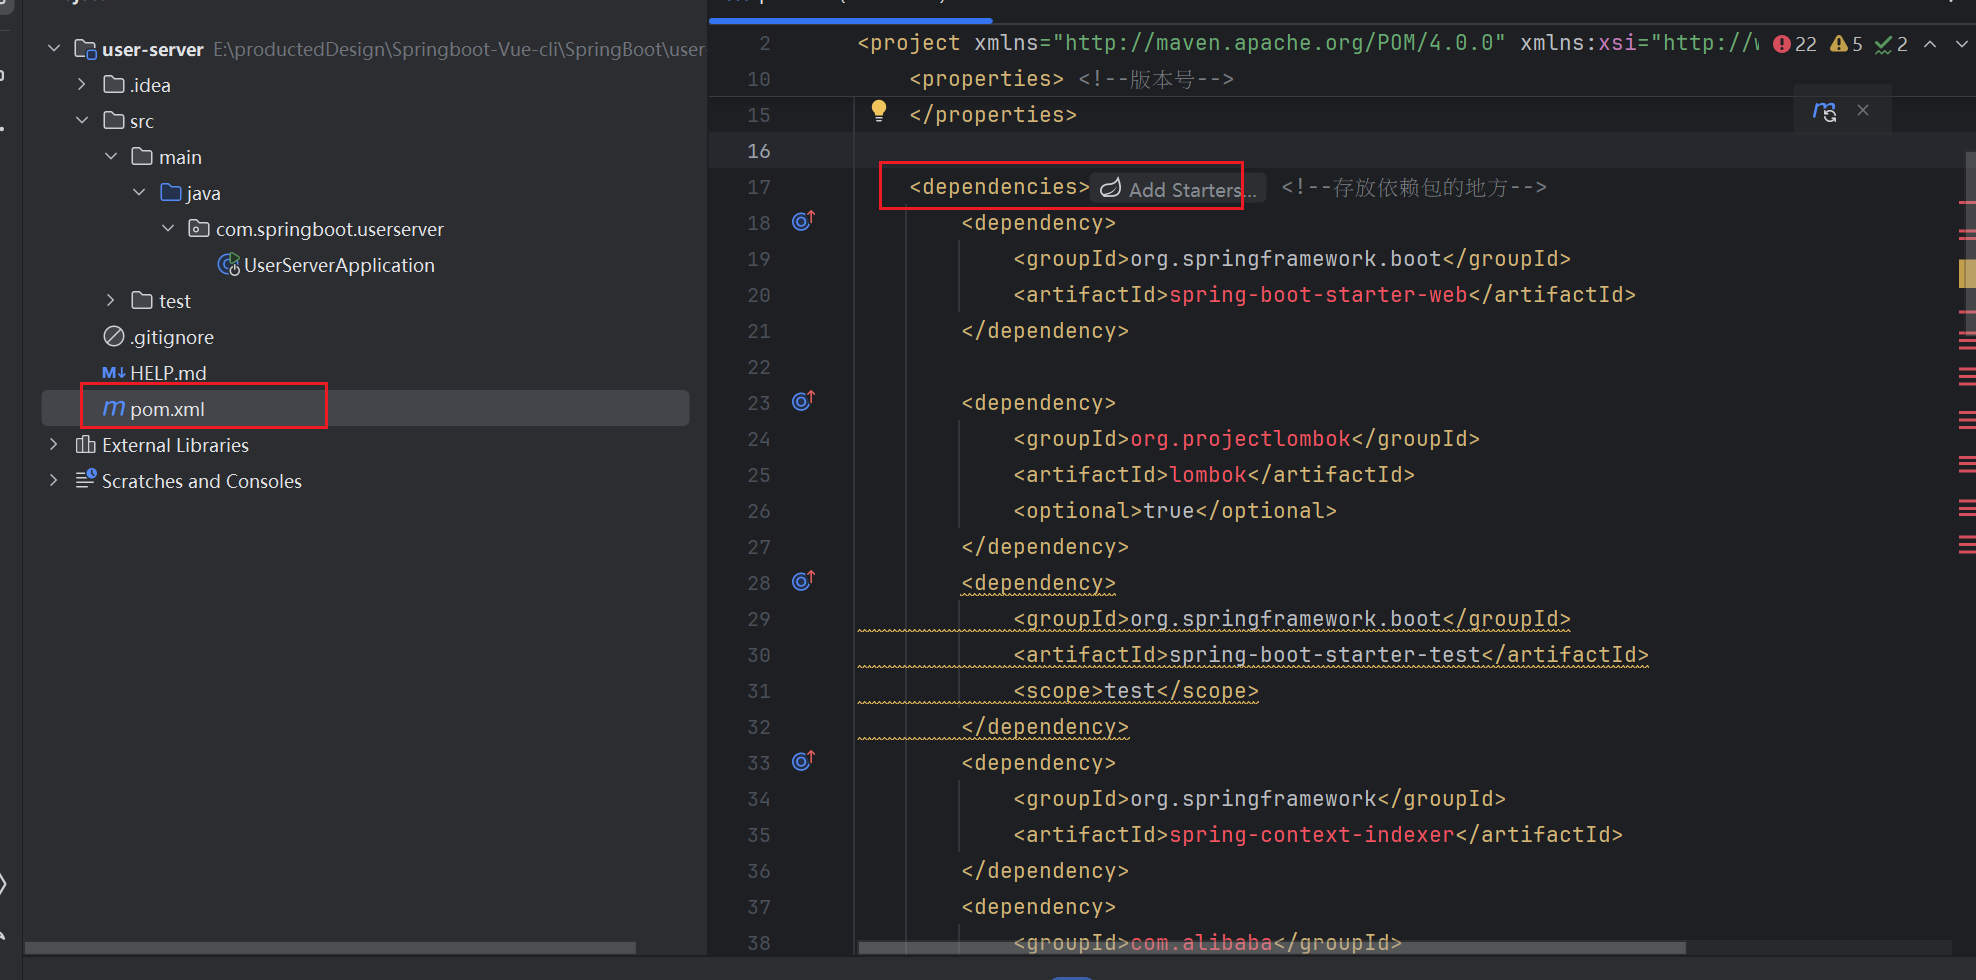 user-server E:\productedDesign\Springboot-Vue-cli\SpringBoot\user-
.idea
src
main
java
com.springboot.userserver
UserServerApplication
test
.gitignore
M↓ HELP.md
m pom.xml
External Libraries
Scratches and Consoles
2 <project xmlns="http://maven.apache.org/POM/4.0.0" xmlns:xsi="http://w 22 5 2
10 <properties> <!--版本号-->
15 </properties>
16
17 <dependencies> Add Starters... <!--存放依赖包的地方-->
18 <dependency>
19 <groupId>org.springframework.boot</groupId>
20 <artifactId>spring-boot-starter-web</artifactId>
21 </dependency>
22
23 <dependency>
24 <groupId>org.projectlombok</groupId>
25 <artifactId>lombok</artifactId>
26 <optional>true</optional>
27 </dependency>
28 <dependency>
29 <groupId>org.springframework.boot</groupId>
30 <artifactId>spring-boot-starter-test</artifactId>
31 <scope>test</scope>
32 </dependency>
33 <dependency>
34 <groupId>org.springframework</groupId>
35 <artifactId>spring-context-indexer</artifactId>
36 </dependency>
37 <dependency>
38 <groupId>com.alibaba</groupId>